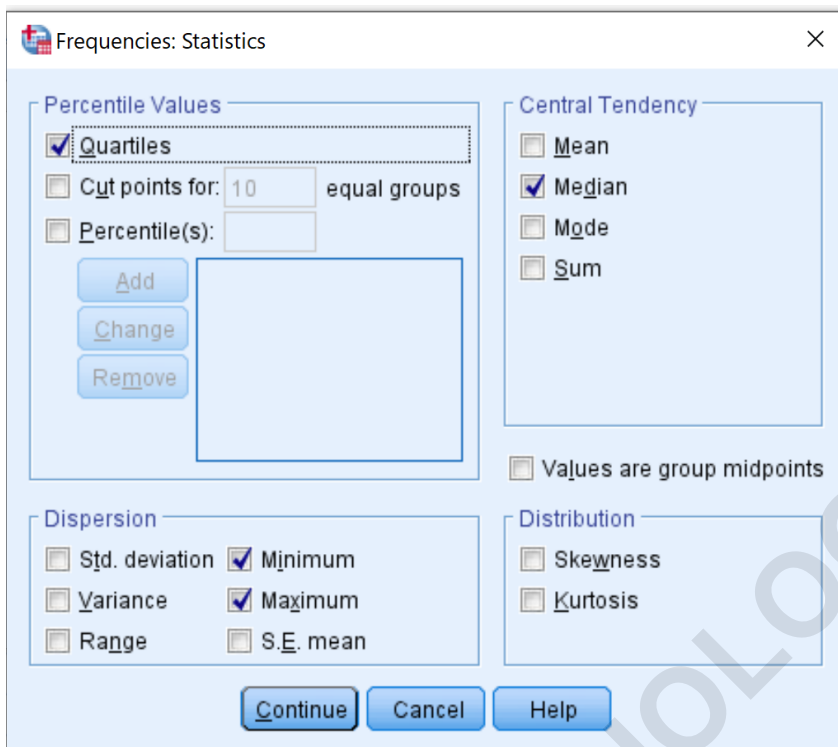 Frequencies: Statistics
Percentile Values
Quartiles
Cut points for: 10 equal groups
Percentile(s):
Add
Change
Remove
Central Tendency
Mean
Median
Mode
Sum
Values are group midpoints
Dispersion
Std. deviation Minimum
Variance Maximum
Range S.E. mean
Distribution
Skewness
Kurtosis
Continue Cancel Help